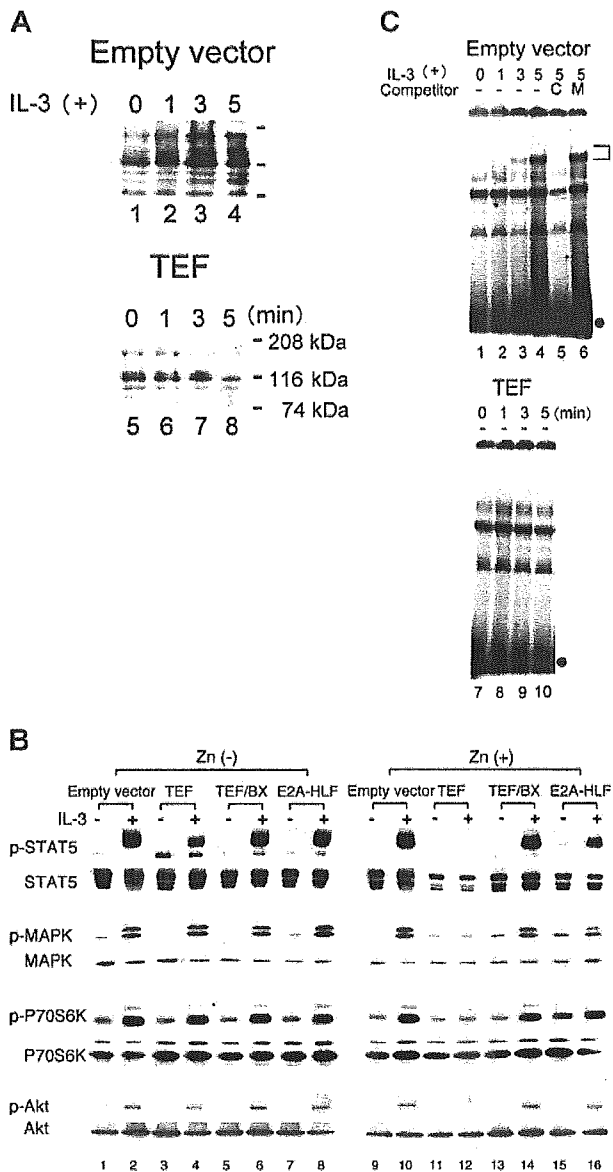 A
Empty vector
IL-3 (+) 0 1 3 5
1 2 3 4
TEF
0 1 3 5 (min)
208 kDa
116 kDa
74 kDa
5 6 7 8
C
Empty vector
IL-3 (+) 0 1 3 5 5 5
Competitor - - - - C M
1 2 3 4 5 6
TEF
0 1 3 5 (min)
- - - -
7 8 9 10
B
Zn (-) Zn (+)
Empty vector TEF TEF/BX E2A-HLF Empty vector TEF TEF/BX E2A-HLF
IL-3 - + - + - + - + - + - + - + - +
p-STAT5
STAT5
p-MAPK
MAPK
p-P70S6K
P70S6K
p-Akt
Akt
1 2 3 4 5 6 7 8 9 10 11 12 13 14 15 16